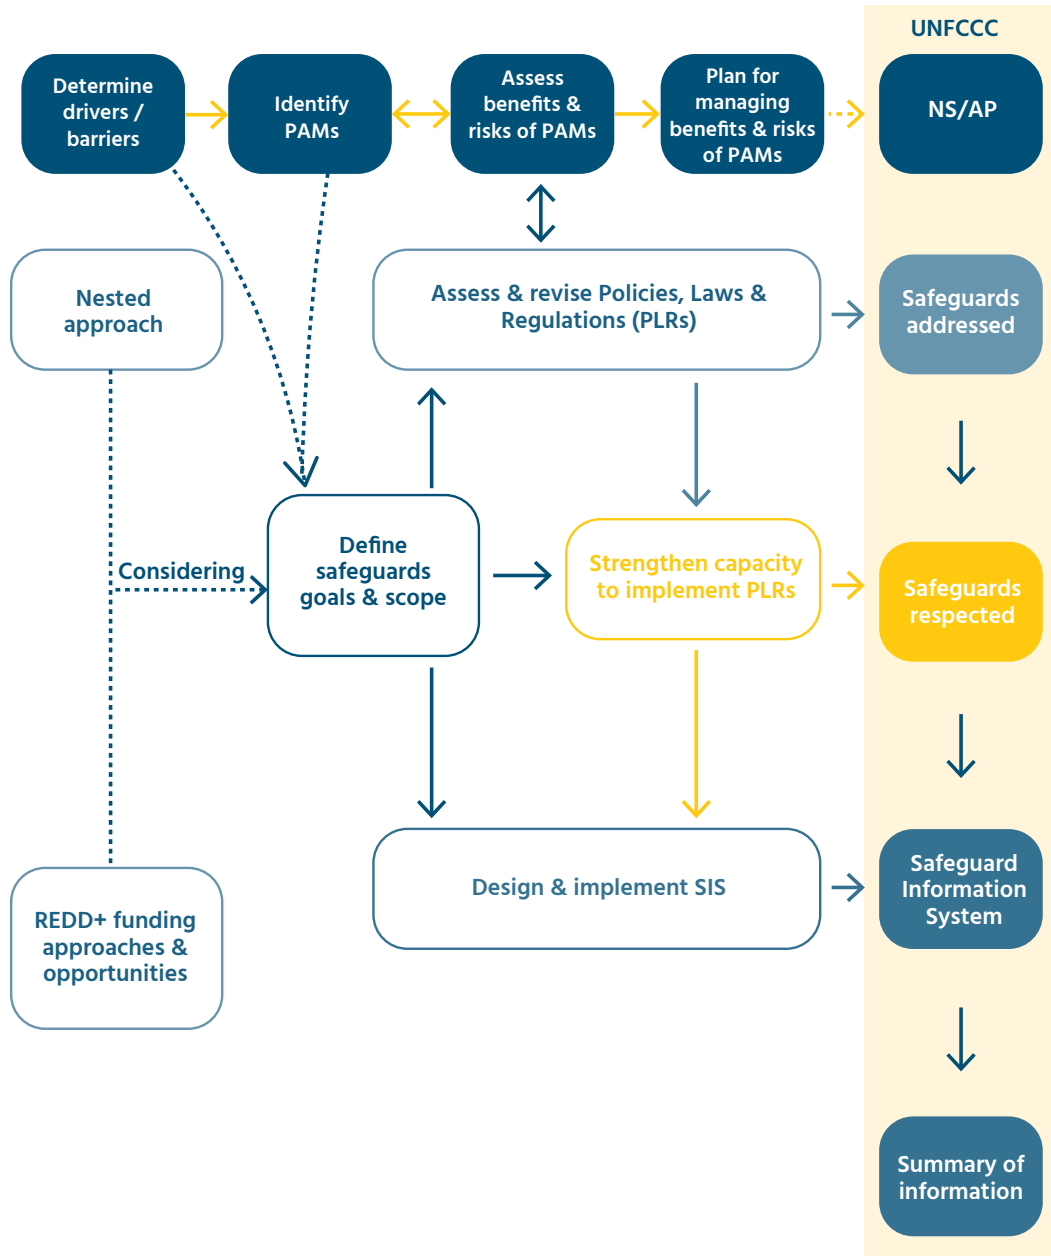 UNFCCC
Determine
drivers /
barriers
Identify
PAMs
Assess
benefits &
risks of PAMs
Plan for
managing
benefits & risks
of PAMs
NS/AP
Nested
approach
Assess & revise Policies, Laws &
Regulations (PLRs)
Safeguards
addressed
Considering
Define
safeguards
goals & scope
Strengthen capacity
to implement PLRs
Safeguards
respected
REDD+ funding
approaches &
opportunities
Design & implement SIS
Safeguard
Information
System
Summary of
information